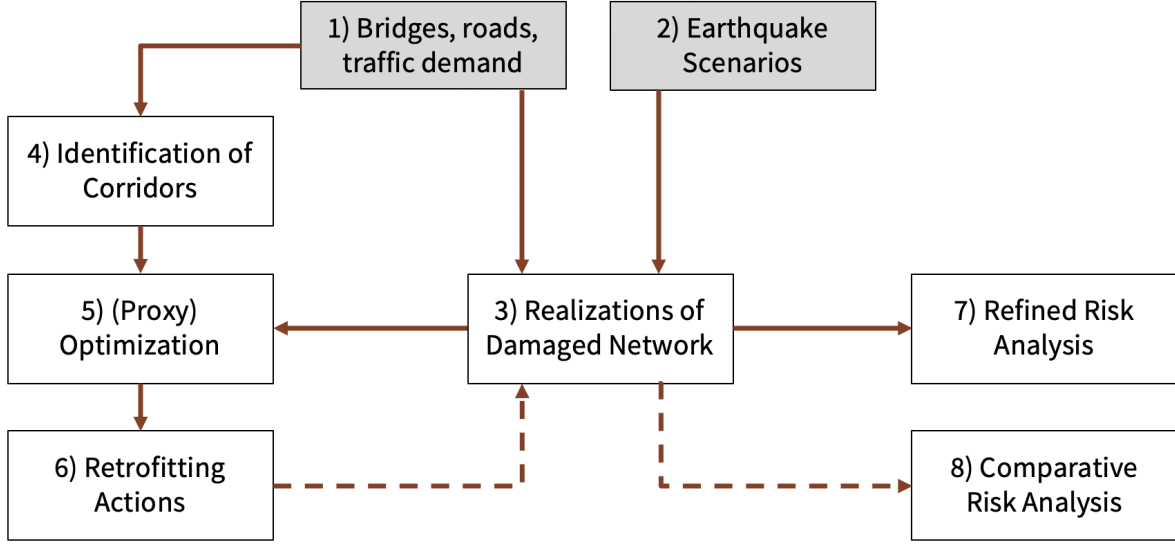 1) Bridges, roads,
traffic demand
2) Earthquake
Scenarios
4) Identification of
Corridors
5) (Proxy)
Optimization
3) Realizations of
Damaged Network
7) Refined Risk
Analysis
6) Retrofitting
Actions
8) Comparative
Risk Analysis